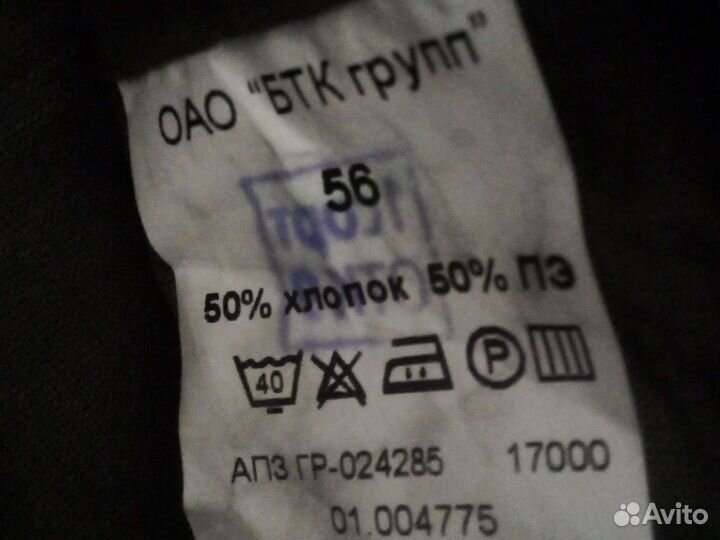 ОАО "БТК групп"
56
50% хлопок 50% ПЭ
40 P
АПЗ ГР-024285 17000
01.004775
Avito